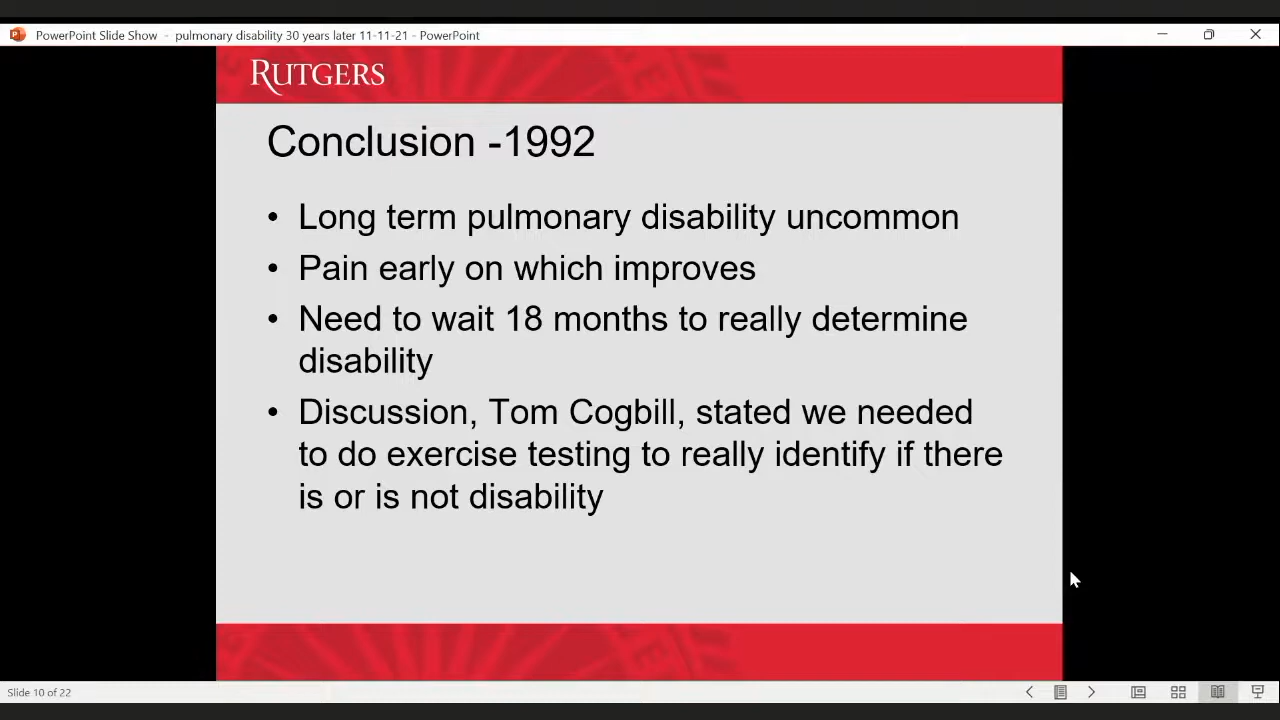 PowerPoint Slide Show - pulmonary disability 30 years later 11-11-21 - PowerPoint
RUTGERS
Conclusion -1992
• Long term pulmonary disability uncommon
• Pain early on which improves
• Need to wait 18 months to really determine
disability
• Discussion, Tom Cogbill, stated we needed
to do exercise testing to really identify if there
is or is not disability
Slide 10 of 22